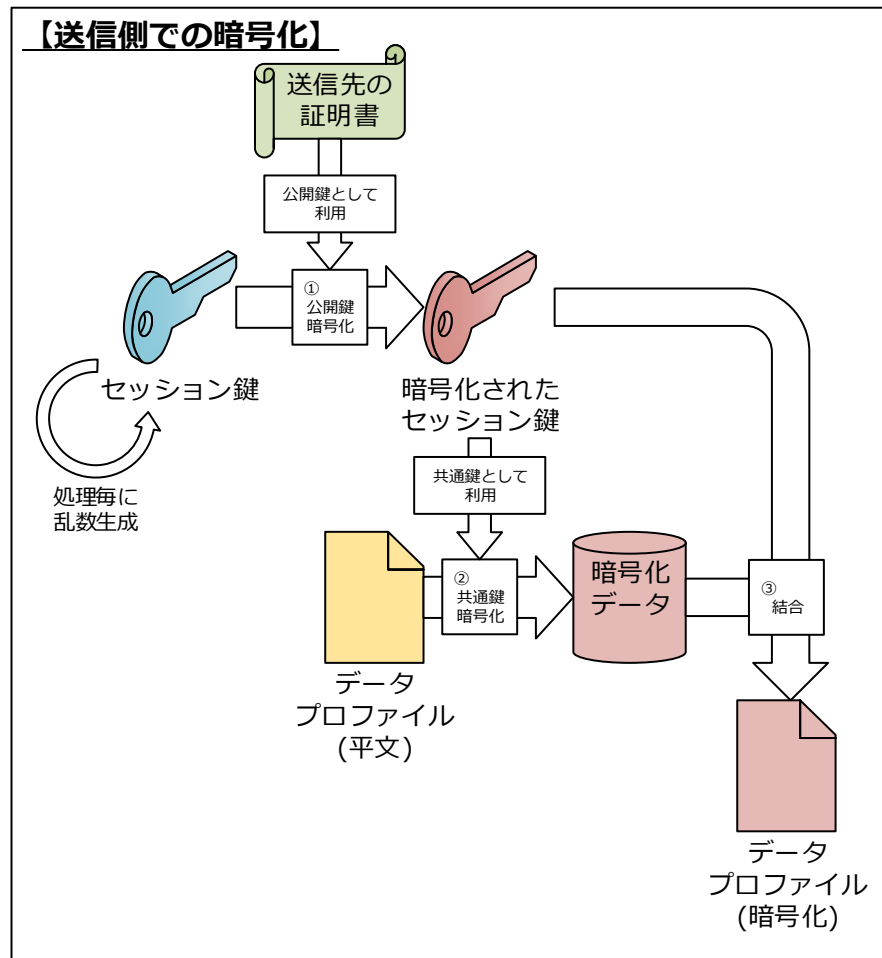 【送信側での暗号化】
送信先の
証明書
公開鍵として
利用
①
公開鍵
暗号化
セッション鍵
暗号化された
セッション鍵
処理毎に
乱数生成
共通鍵として
利用
②
共通鍵
暗号化
暗号化
データ
③
結合
データ
プロファイル
(平文)
データ
プロファイル
(暗号化)